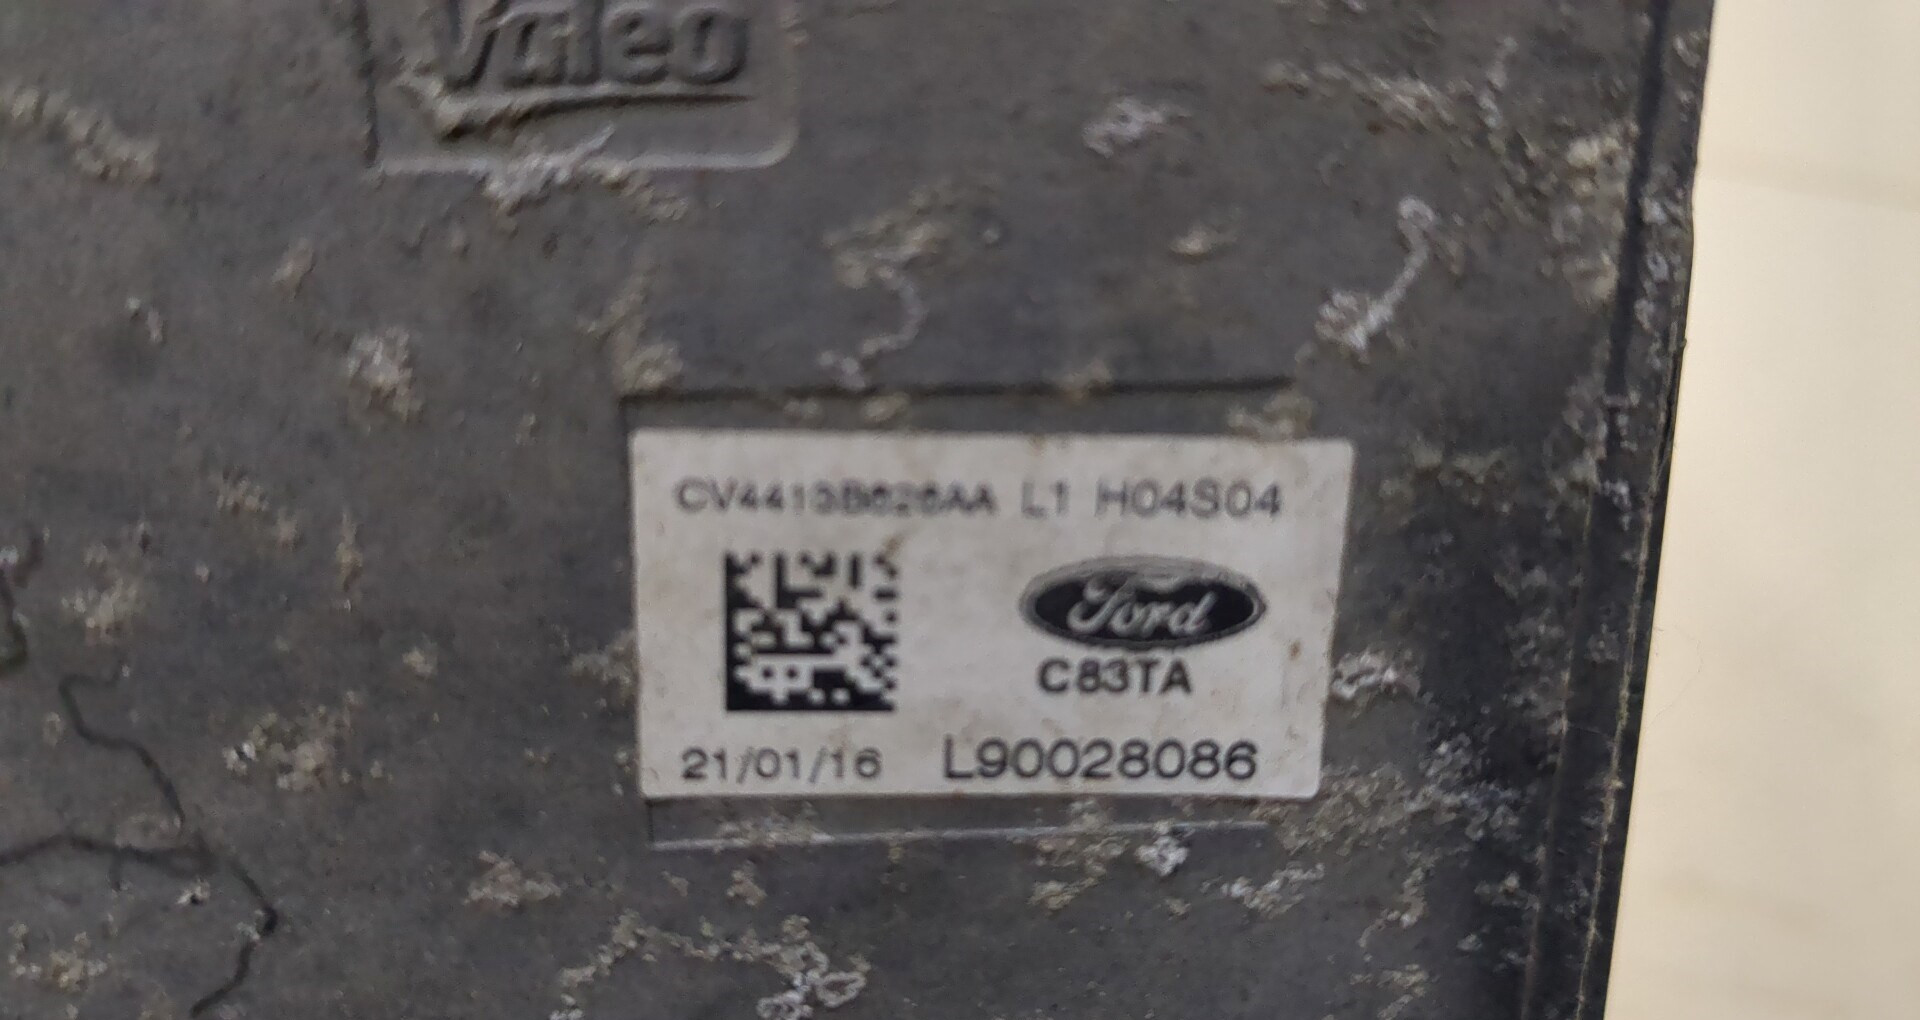 Valeo
CV4413B626AA L1 H04S04
Ford
C83TA
21/01/16 L90028086